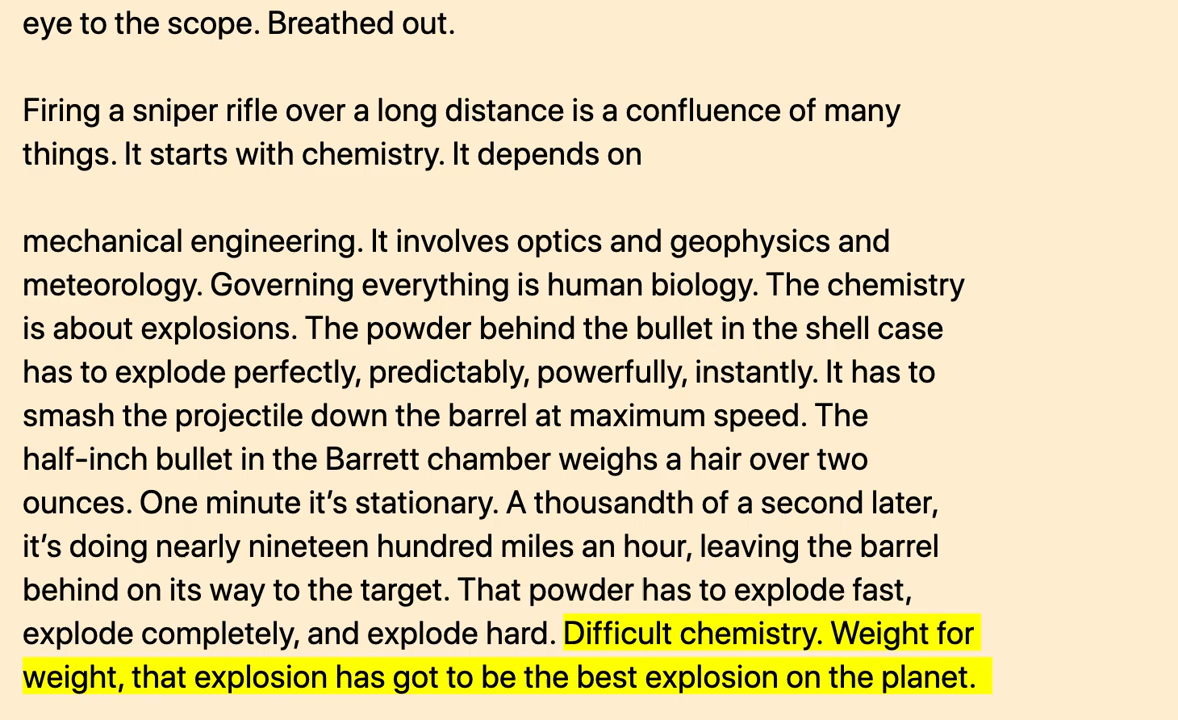 eye to the scope. Breathed out.
Firing a sniper rifle over a long distance is a confluence of many
things. It starts with chemistry. It depends on
mechanical engineering. It involves optics and geophysics and
meteorology. Governing everything is human biology. The chemistry
is about explosions. The powder behind the bullet in the shell case
has to explode perfectly, predictably, powerfully, instantly. It has to
smash the projectile down the barrel at maximum speed. The
half-inch bullet in the Barrett chamber weighs a hair over two
ounces. One minute it’s stationary. A thousandth of a second later,
it’s doing nearly nineteen hundred miles an hour, leaving the barrel
behind on its way to the target. That powder has to explode fast,
explode completely, and explode hard. Difficult chemistry. Weight for
weight, that explosion has got to be the best explosion on the planet.